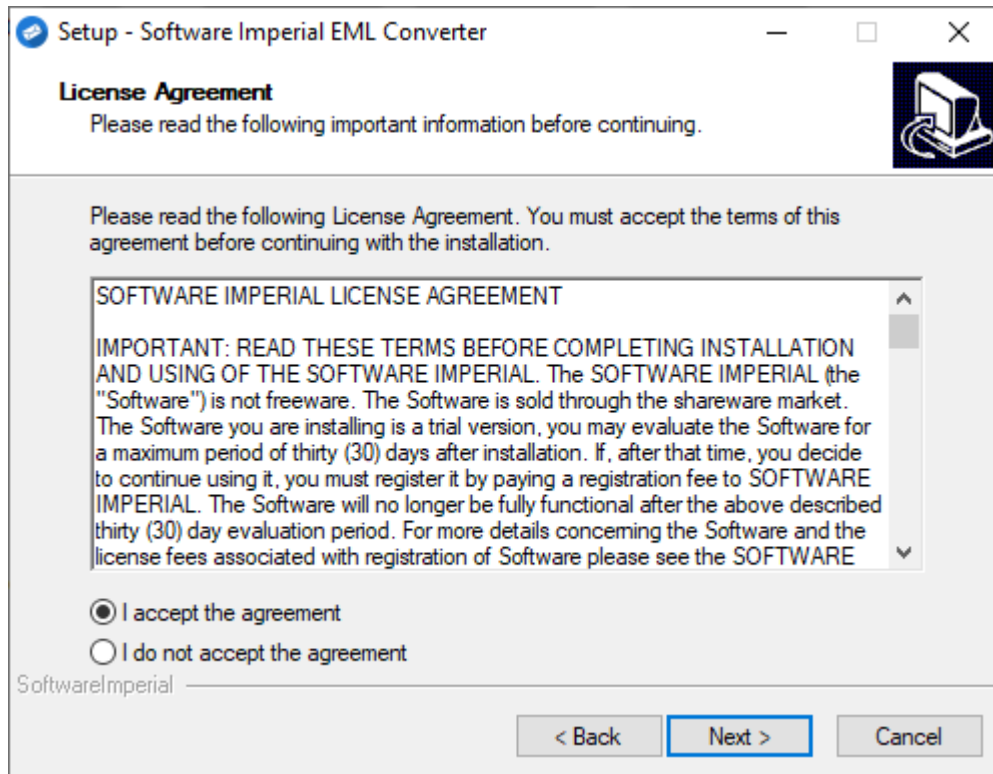 Setup - Software Imperial EML Converter
License Agreement
Please read the following important information before continuing.
Please read the following License Agreement. You must accept the terms of this
agreement before continuing with the installation.
SOFTWARE IMPERIAL LICENSE AGREEMENT
IMPORTANT: READ THESE TERMS BEFORE COMPLETING INSTALLATION
AND USING OF THE SOFTWARE IMPERIAL. The SOFTWARE IMPERIAL (the
"Software") is not freeware. The Software is sold through the shareware market.
The Software you are installing is a trial version, you may evaluate the Software for
a maximum period of thirty (30) days after installation. If, after that time, you decide
to continue using it, you must register it by paying a registration fee to SOFTWARE
IMPERIAL. The Software will no longer be fully functional after the above described
thirty (30) day evaluation period. For more details concerning the Software and the
license fees associated with registration of Software please see the SOFTWARE
I accept the agreement
I do not accept the agreement
SoftwareImperial
< Back
Next >
Cancel